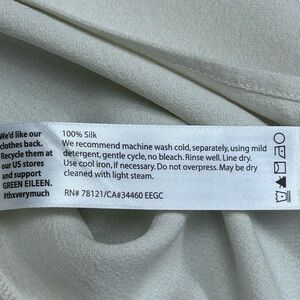 We'd like our
clothes back.
Recycle them at
our US stores
and support
GREEN EILEEN.
#thxverymuch
100% Silk
We recommend machine wash cold, separately, using mild
detergent, gentle cycle, no bleach. Rinse well. Line dry.
Use cool iron, if necessary. Do not overpress. May be dry
cleaned with light steam.
RN# 78121/CA#34460 EEGC